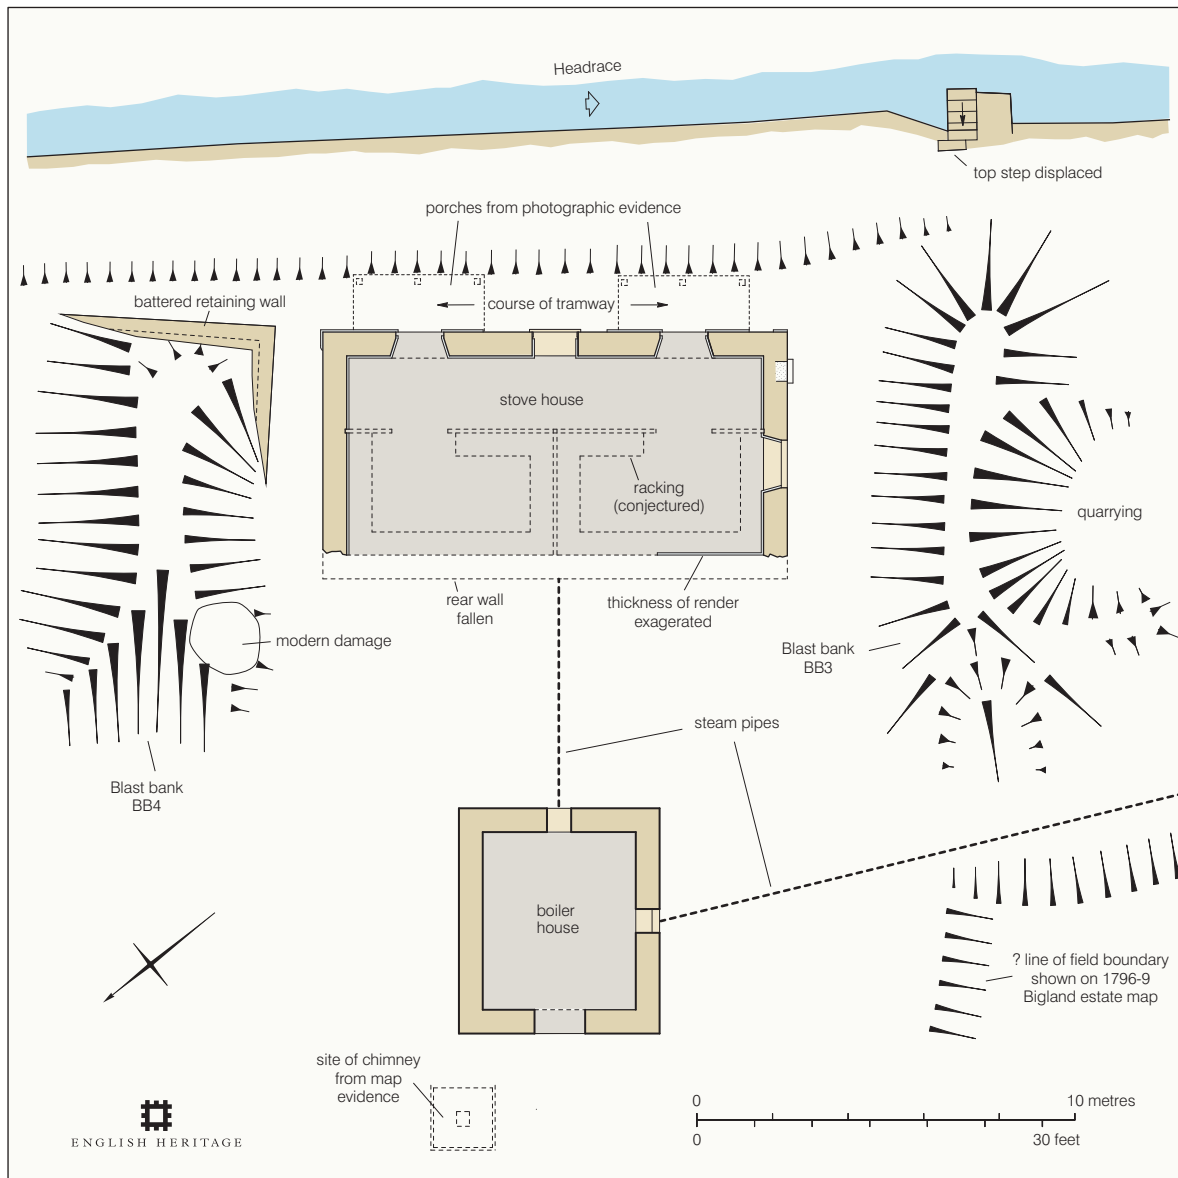 Headrace
top step displaced
porches from photographic evidence
battered retaining wall
course of tramway
stove house
racking
(conjectured)
quarrying
rear wall
fallen
thickness of render
exagerated
modern damage
Blast bank
BB3
steam pipes
Blast bank
BB4
boiler
house
? line of field boundary
shown on 1796-9
Bigland estate map
site of chimney
from map
evidence
0
10 metres
0
30 feet
ENGLISH HERITAGE